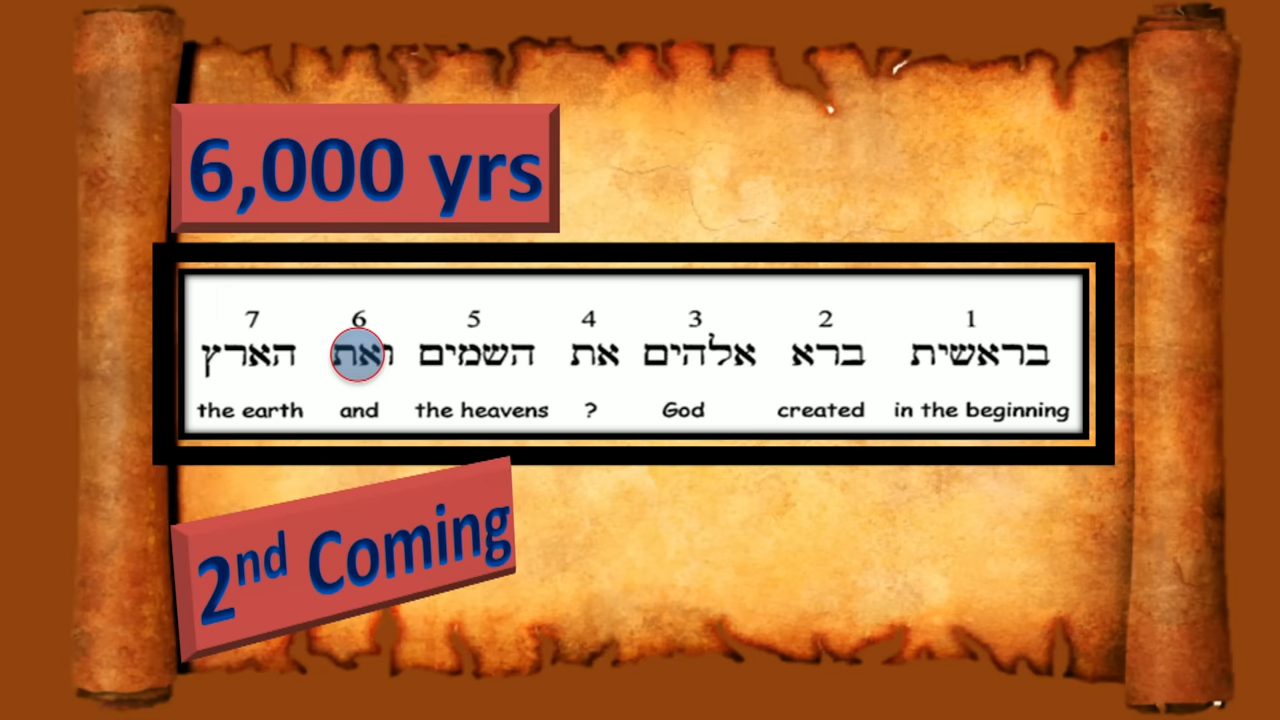 6,000 yrs
7 6 5 4 3 2 1
בראשית ברא אלהים את השמים ואת הארץ
the earth and the heavens ? God created in the beginning
2nd Coming